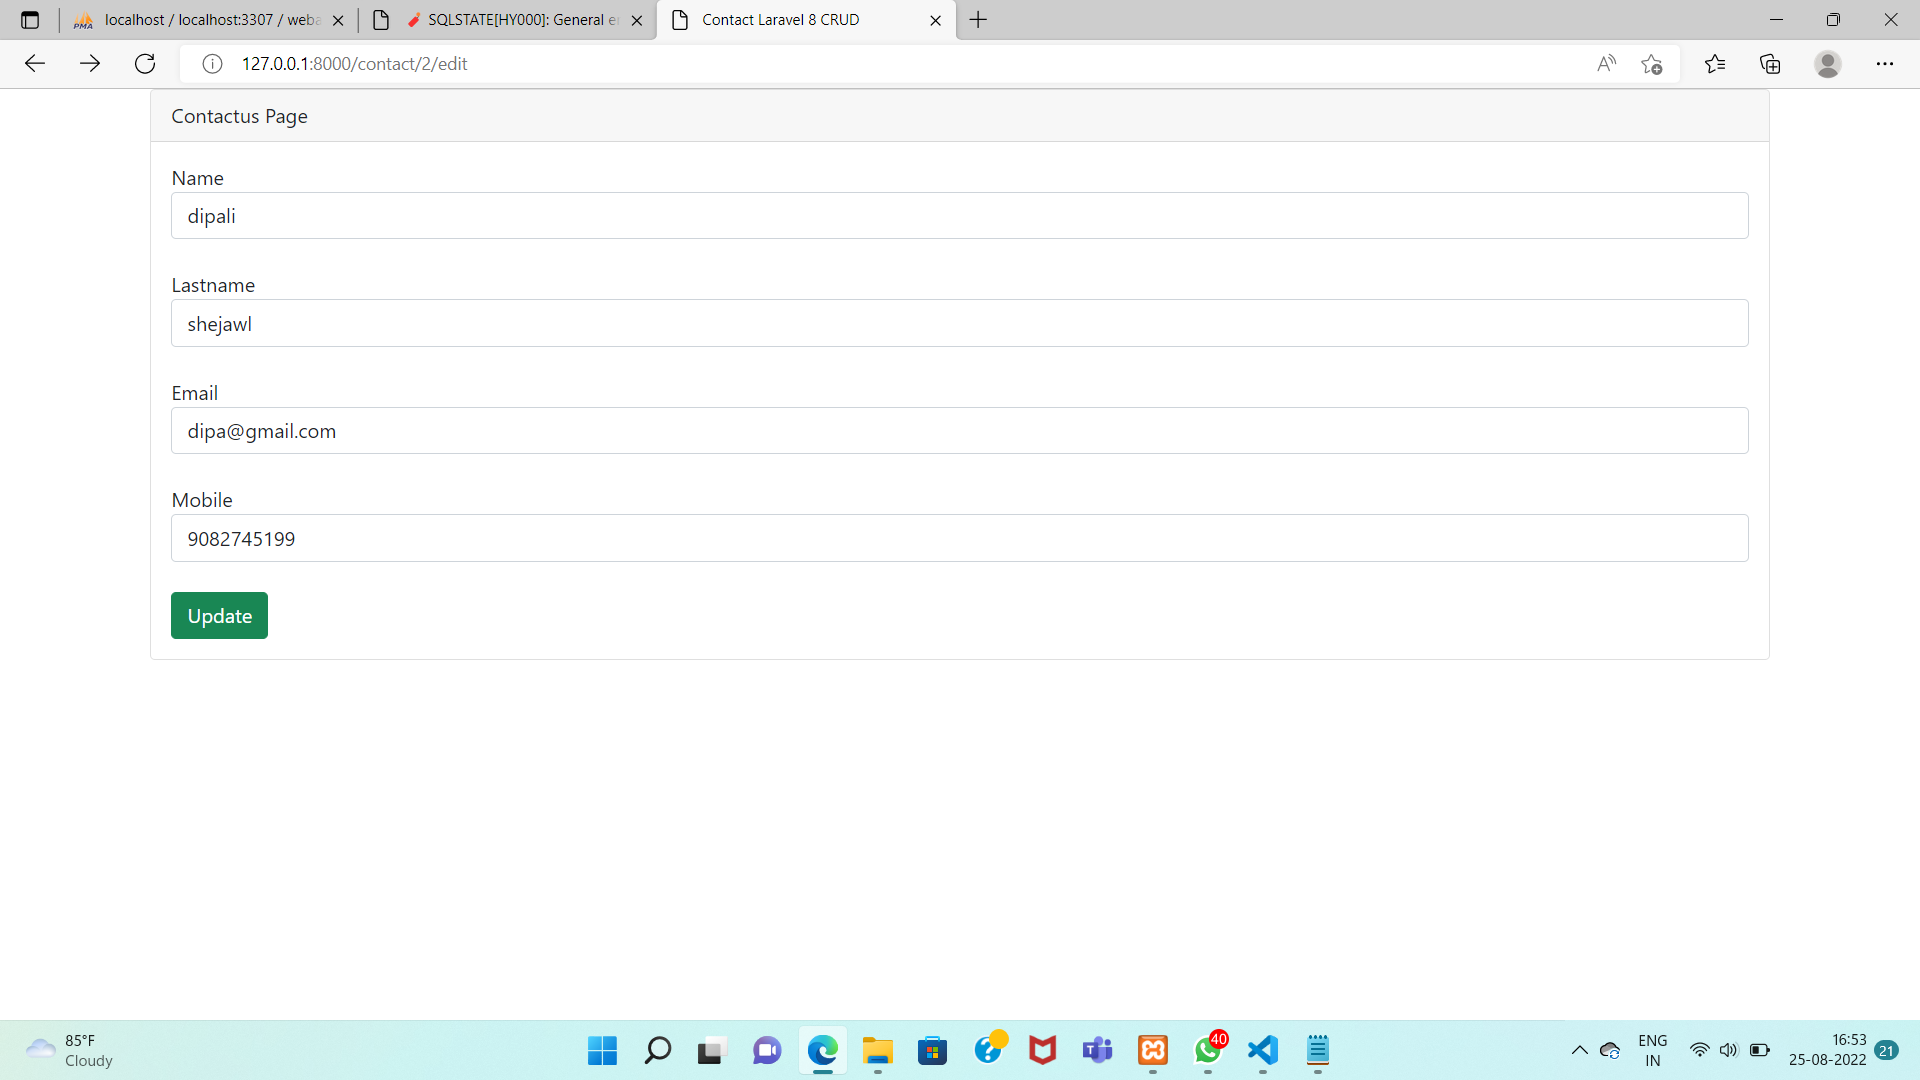 localhost / localhost:3307 / weba
SQLSTATE[HY000]: General er
Contact Laravel 8 CRUD
127.0.0.1:8000/contact/2/edit
Contactus Page
Name
dipali
Lastname
shejawl
Email
dipa@gmail.com
Mobile
9082745199
Update
85°F
Cloudy
40
ENG
IN
16:53
25-08-2022
21